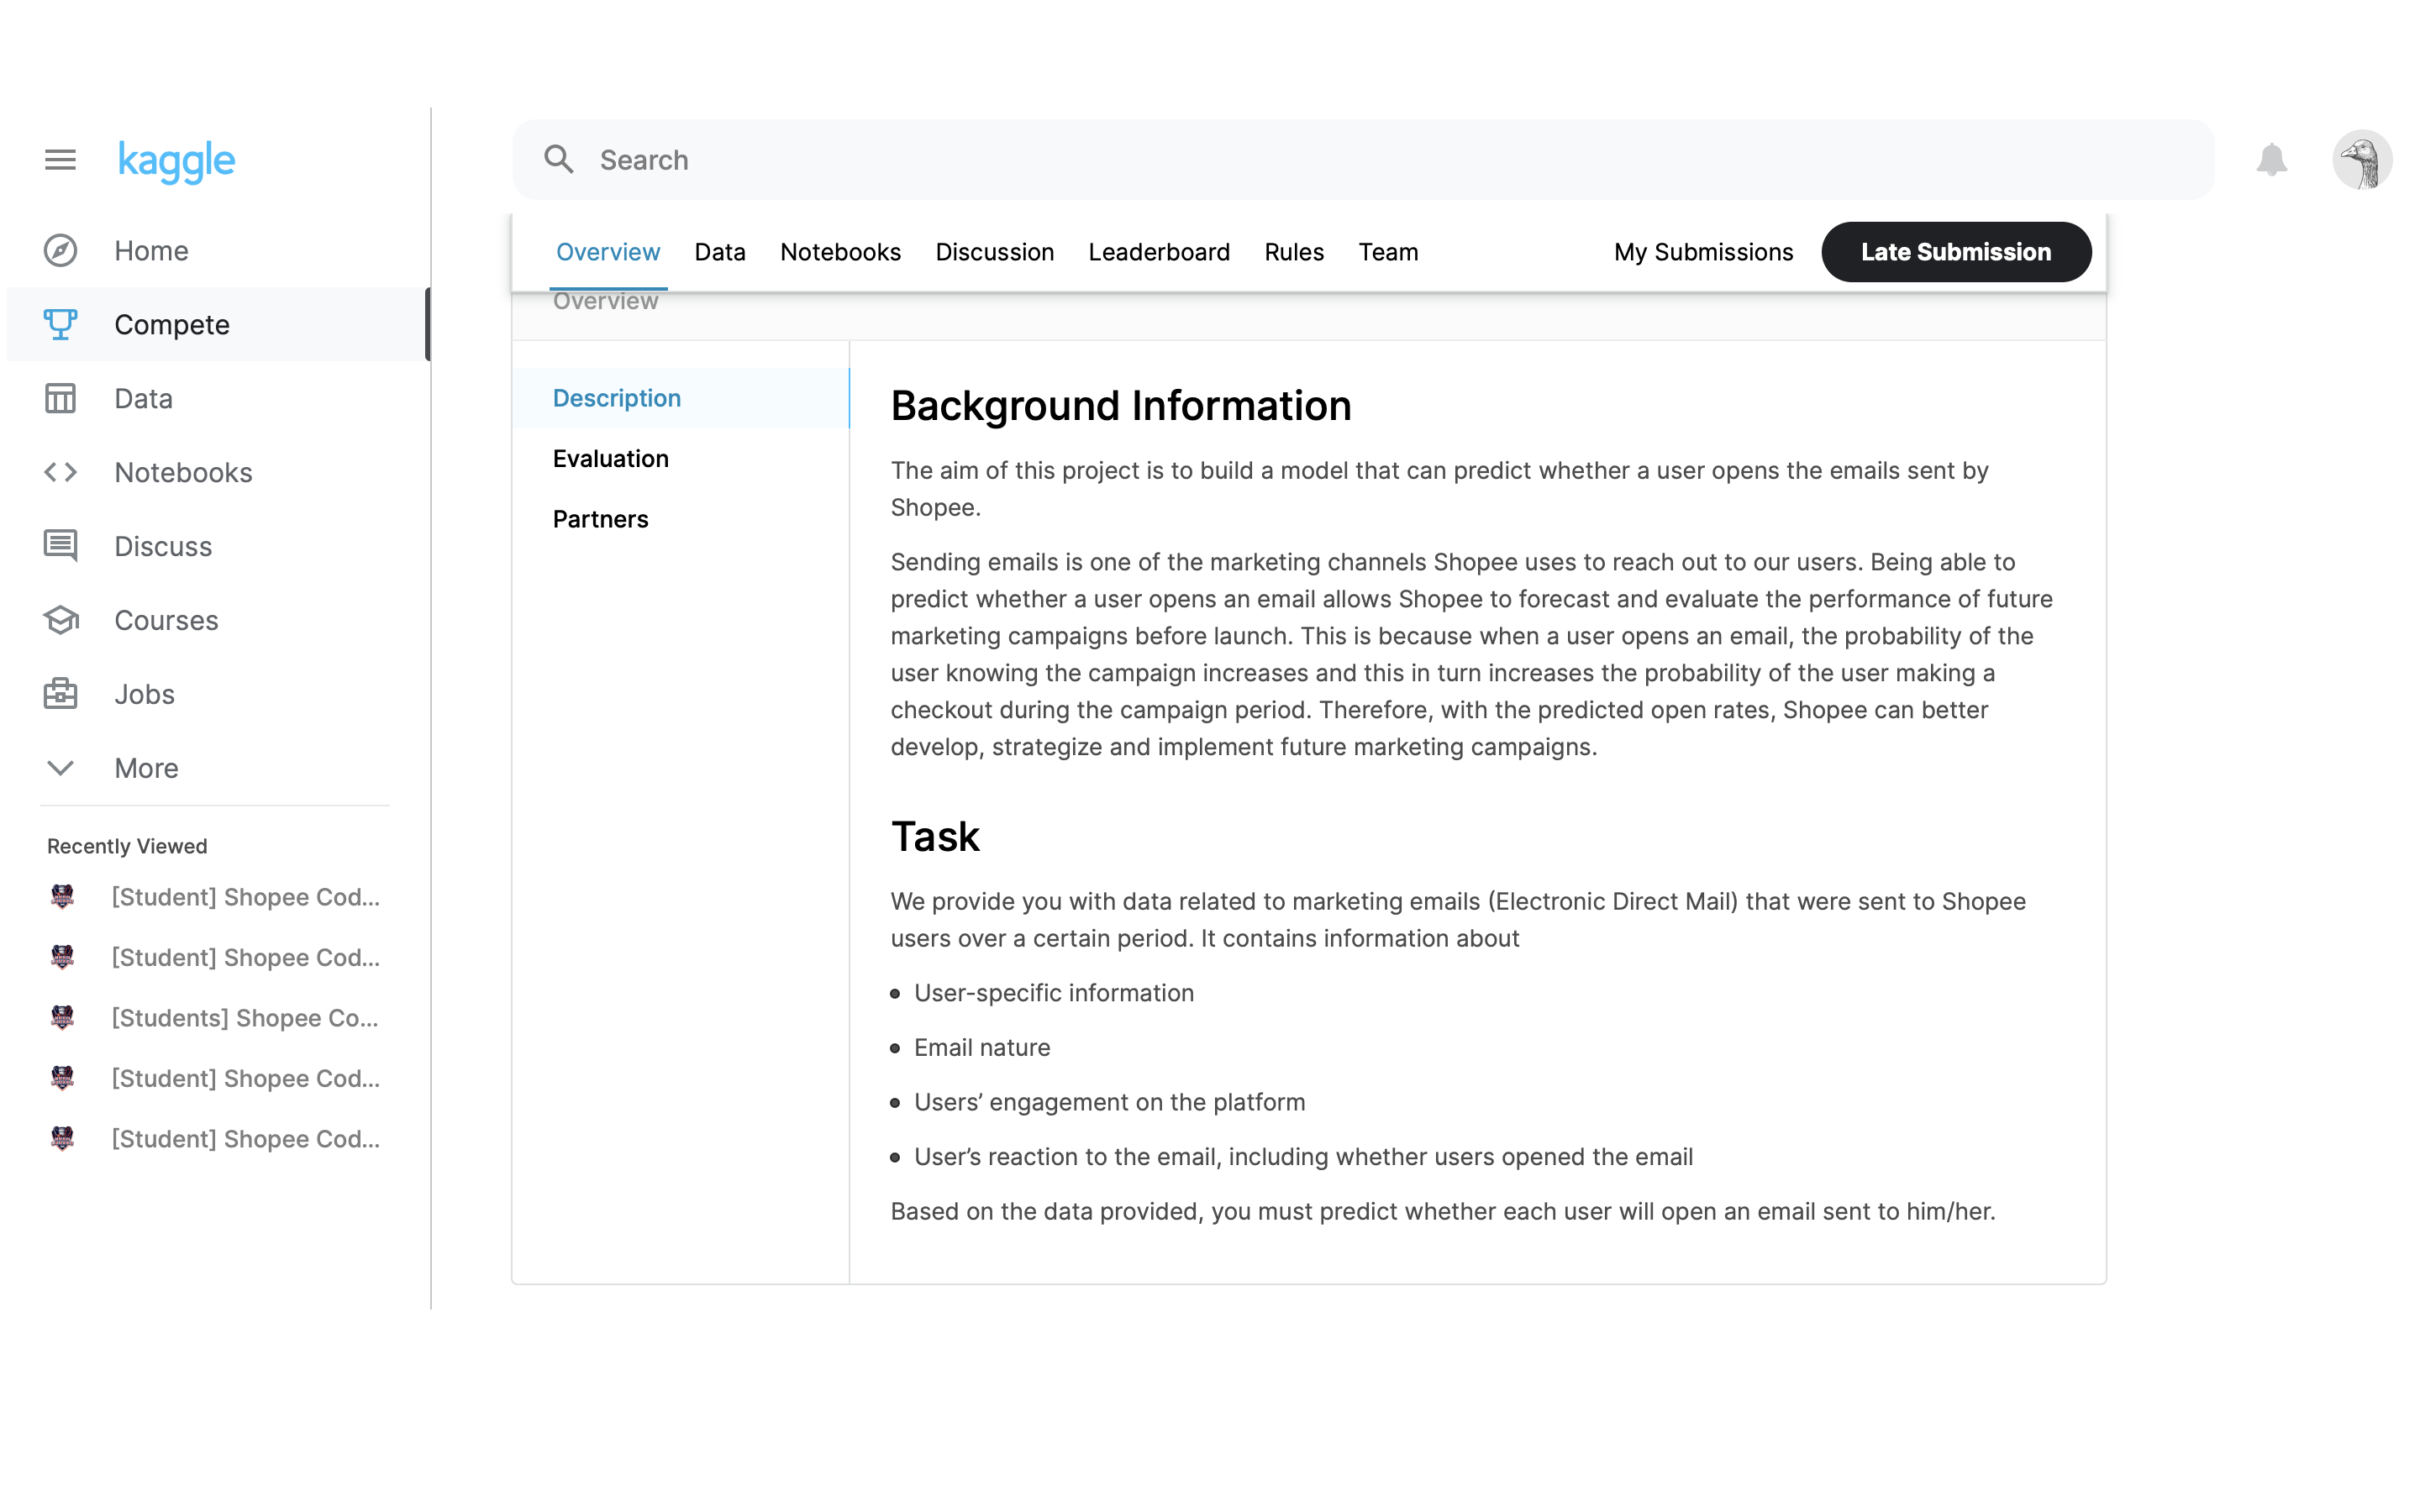 kaggle
Search
Home
Compete
Data
Notebooks
Discuss
Courses
Jobs
More
Recently Viewed
[Student] Shopee Cod...
[Student] Shopee Cod...
[Students] Shopee Co...
[Student] Shopee Cod...
[Student] Shopee Cod...
Overview Data Notebooks Discussion Leaderboard Rules Team My Submissions Late Submission
Overview
Description
Evaluation
Partners
Background Information
The aim of this project is to build a model that can predict whether a user opens the emails sent by
Shopee.
Sending emails is one of the marketing channels Shopee uses to reach out to our users. Being able to
predict whether a user opens an email allows Shopee to forecast and evaluate the performance of future
marketing campaigns before launch. This is because when a user opens an email, the probability of the
user knowing the campaign increases and this in turn increases the probability of the user making a
checkout during the campaign period. Therefore, with the predicted open rates, Shopee can better
develop, strategize and implement future marketing campaigns.
Task
We provide you with data related to marketing emails (Electronic Direct Mail) that were sent to Shopee
users over a certain period. It contains information about
• User-specific information
• Email nature
• Users’ engagement on the platform
• User’s reaction to the email, including whether users opened the email
Based on the data provided, you must predict whether each user will open an email sent to him/her.